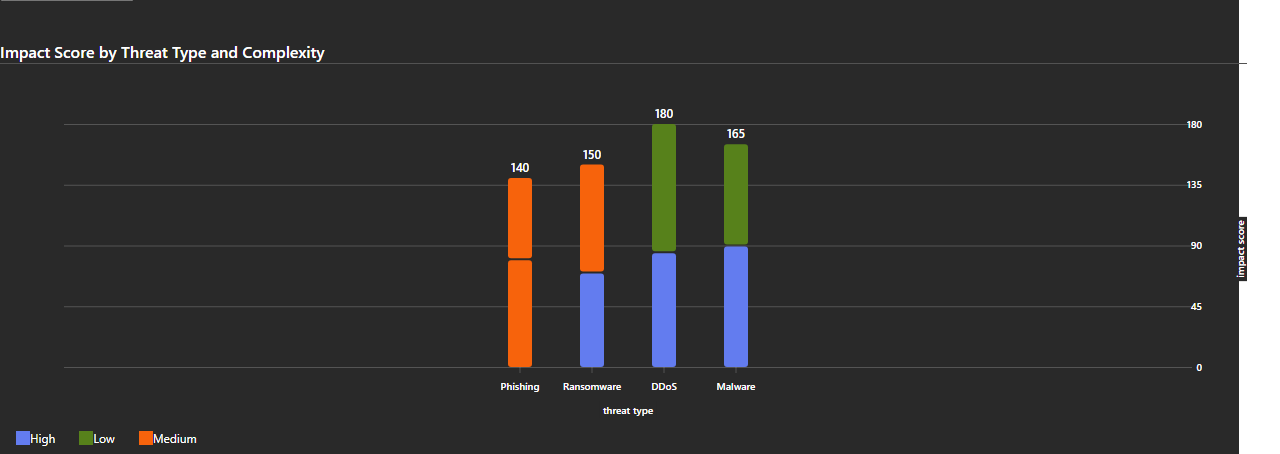 Impact Score by Threat Type and Complexity
180
165
150
140
180
135
90
45
0
impact score
Phishing Ransomware DDoS Malware
threat type
High Low Medium